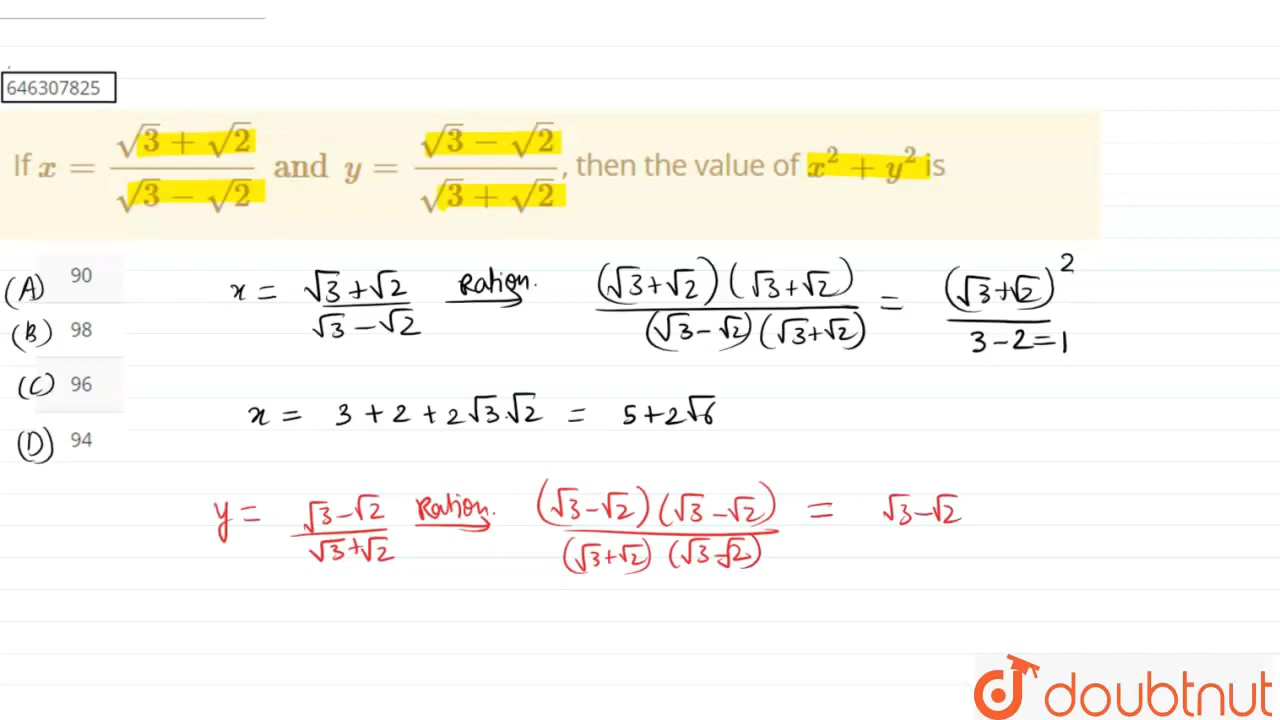 646307825
If x = (√3 + √2)/(√3 − √2) and y = (√3 − √2)/(√3 + √2), then the value of x² + y² is
(A) 90
(B) 98
(C) 96
(D) 94
x = (√3+√2)/(√3−√2) Ration. (√3+√2)(√3+√2)/(√3−√2)(√3+√2) = (√3+√2)²/3−2=1
x = 3+2+2√3.√2 = 5+2√6
y = (√3−√2)/(√3+√2) Ration. (√3−√2)(√3−√2)/(√3+√2)(√3−√2) = √3−√2
doubtnut